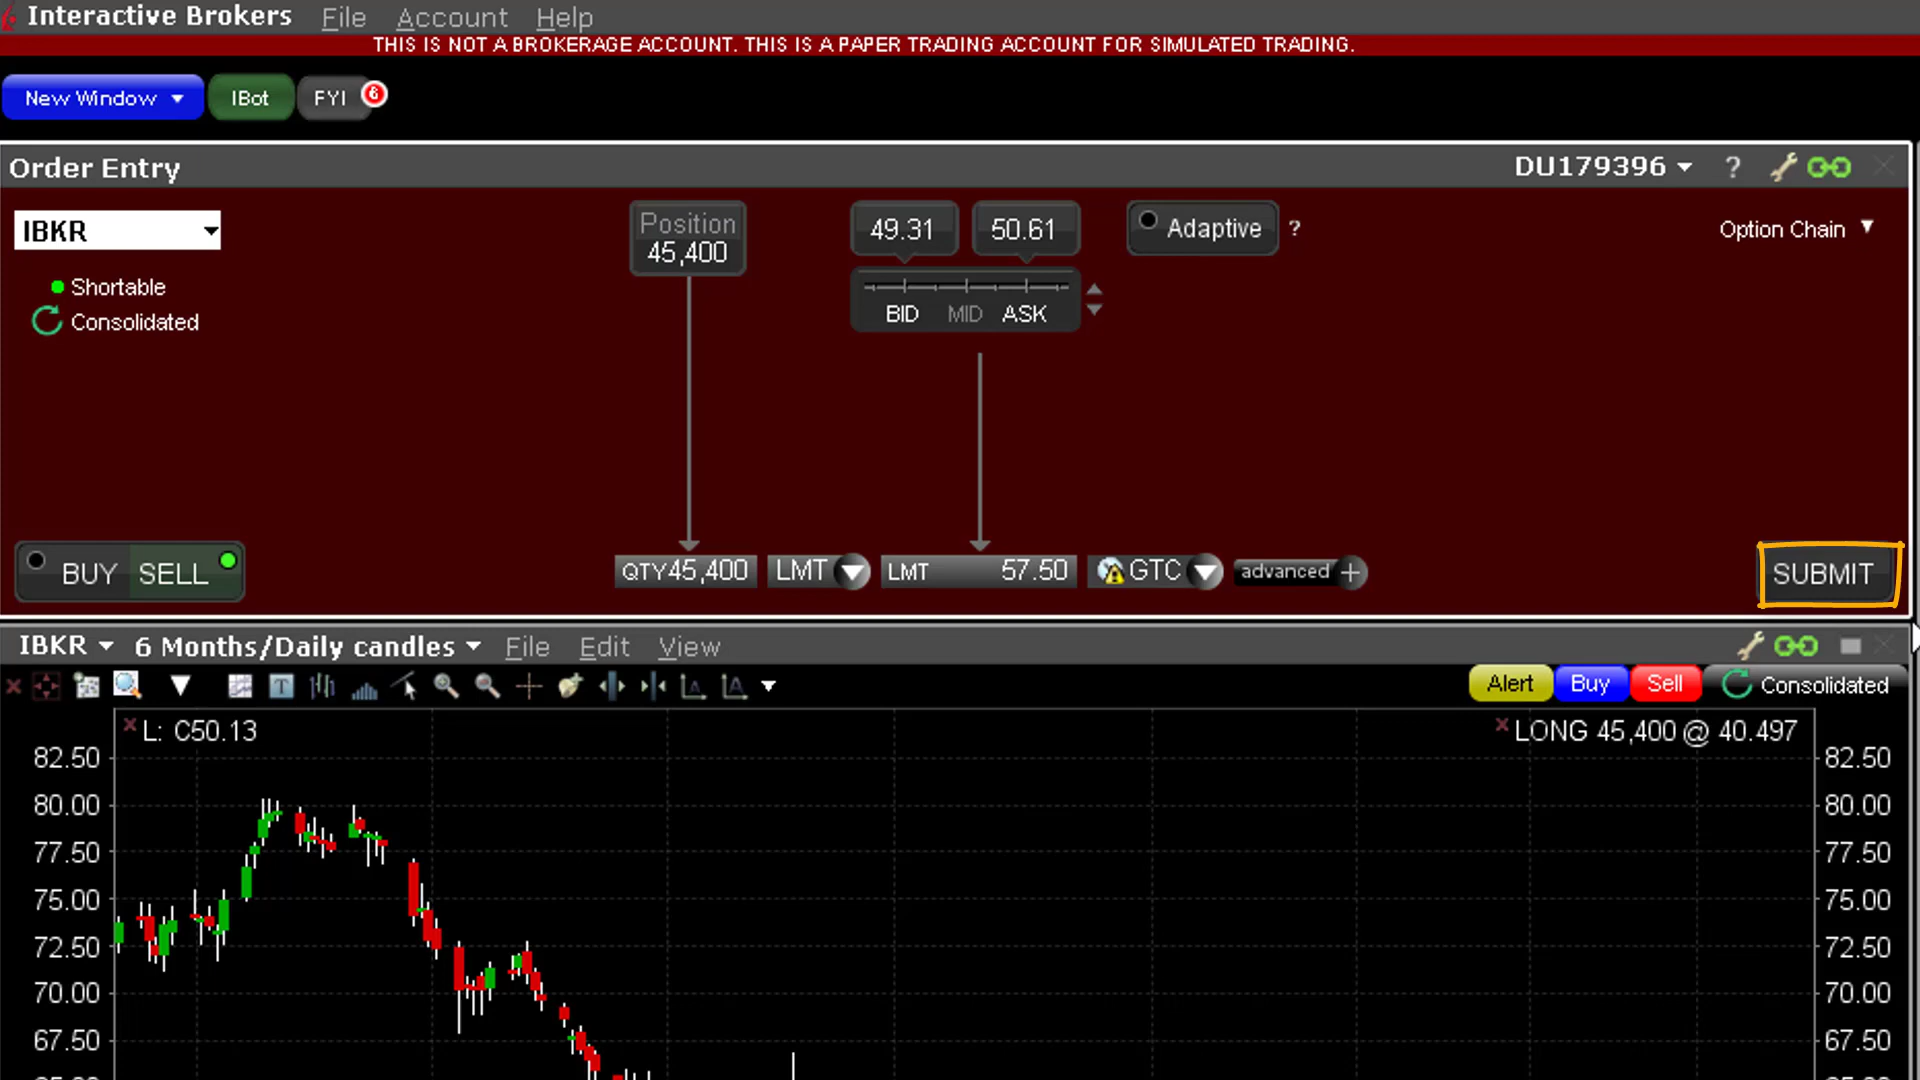 Interactive Brokers File Account Help
THIS IS NOT A BROKERAGE ACCOUNT. THIS IS A PAPER TRADING ACCOUNT FOR SIMULATED TRADING.
New Window IBot FYI 6
Order Entry DU179396 ?
IBKR Position 49.31 50.61 Adaptive ? Option Chain
45,400
Shortable
BID MID ASK
Consolidated
BUY SELL QTY 45,400 LMT LMT 57.50 GTC advanced + SUBMIT
IBKR 6 Months/Daily candles File Edit View
Alert Buy Sell Consolidated
L: C50.13 LONG 45,400 @ 40.497
82.50 82.50
80.00 80.00
77.50 77.50
75.00 75.00
72.50 72.50
70.00 70.00
67.50 67.50